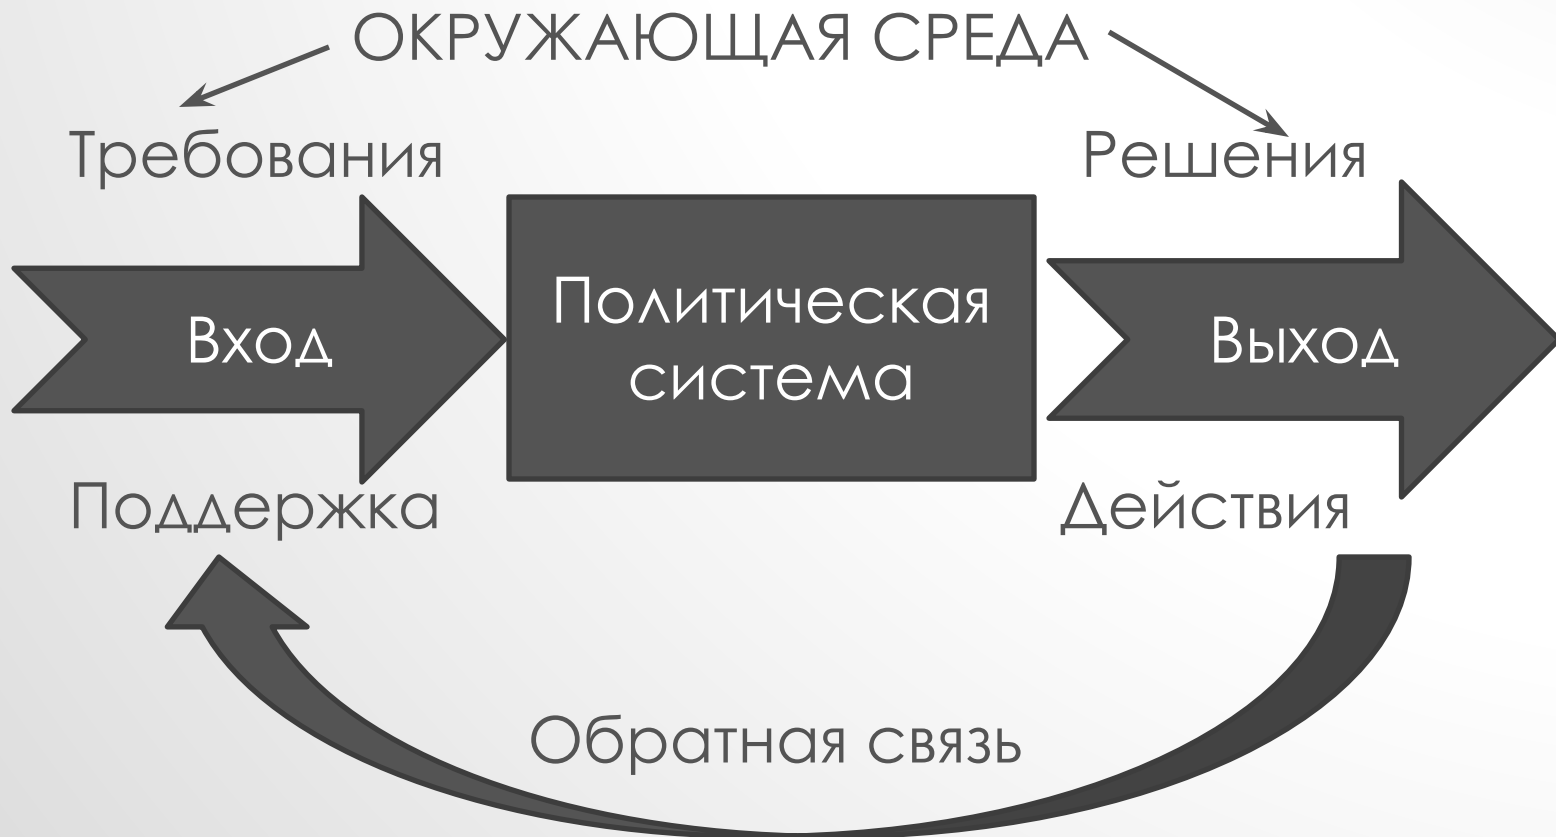 ОКРУЖАЮЩАЯ СРЕДА
Требования
Решения
Вход
Политическая
система
Выход
Поддержка
Действия
Обратная связь